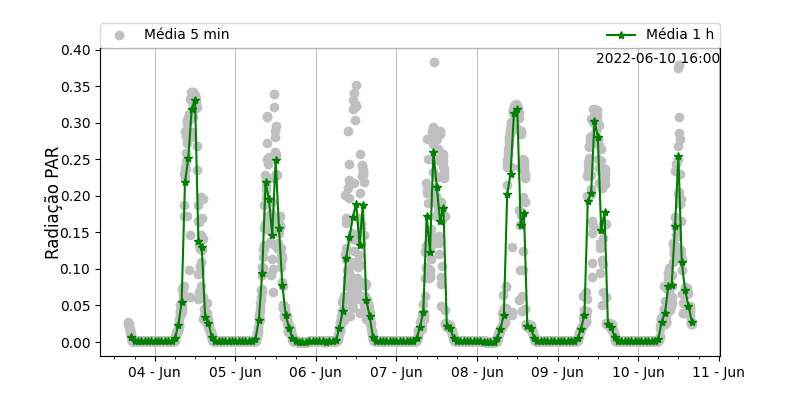 Média 5 min
Média 1 h
2022-06-10 16:00
Radiação PAR
0.40
0.35
0.30
0.25
0.20
0.15
0.10
0.05
0.00
04 - Jun
05 - Jun
06 - Jun
07 - Jun
08 - Jun
09 - Jun
10 - Jun
11 - Jun